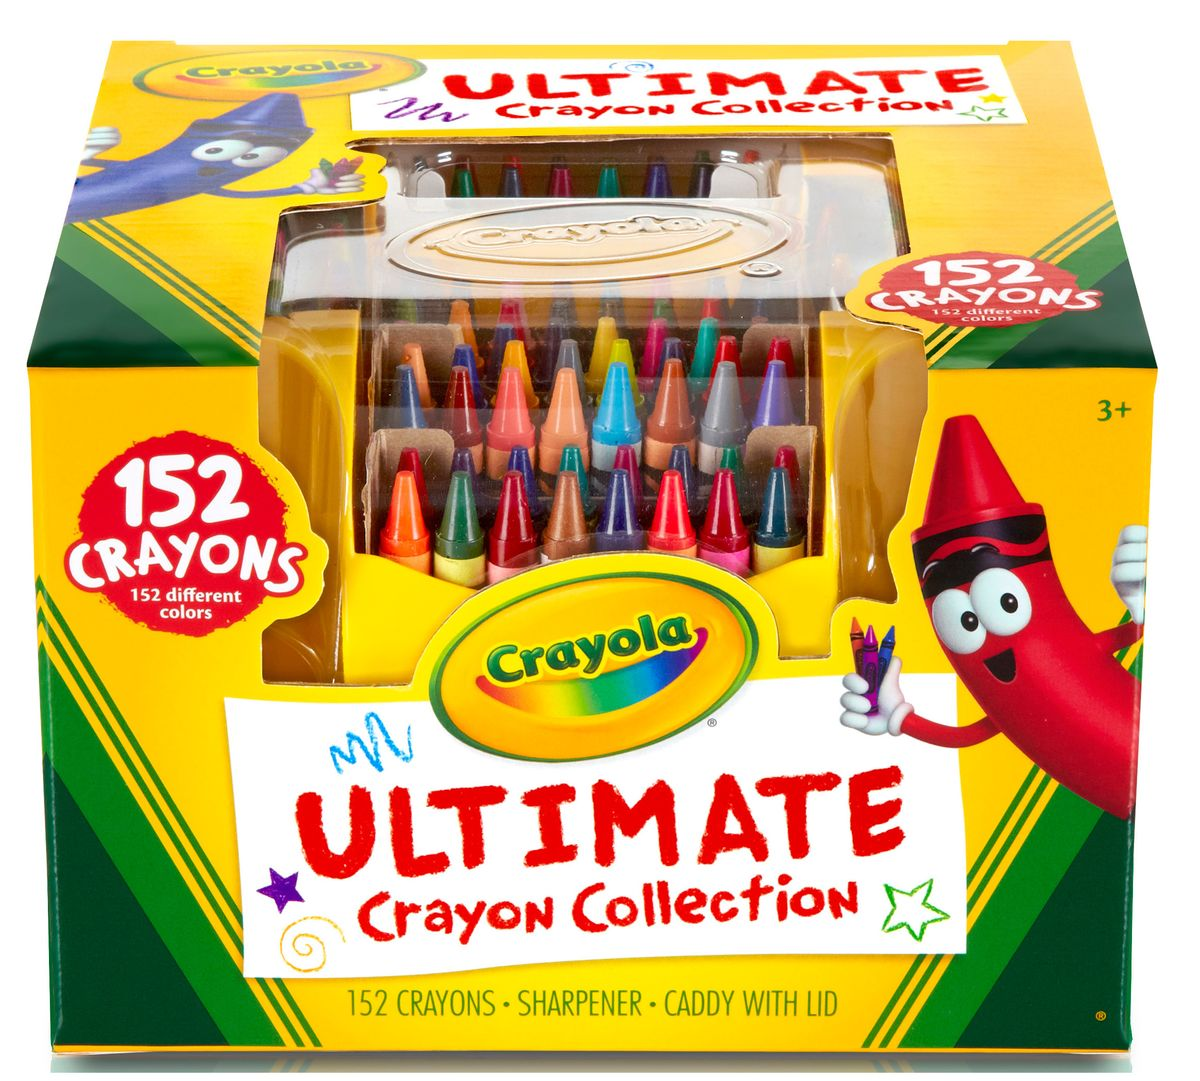 Crayola
ULTIMATE
Crayon Collection
Crayola
®
152
CRAYONS
152 different
colors
3+
152
CRAYONS
152 different
colors
Crayola
®
ULTIMATE
Crayon Collection
152 CRAYONS • SHARPENER • CADDY WITH LID
®